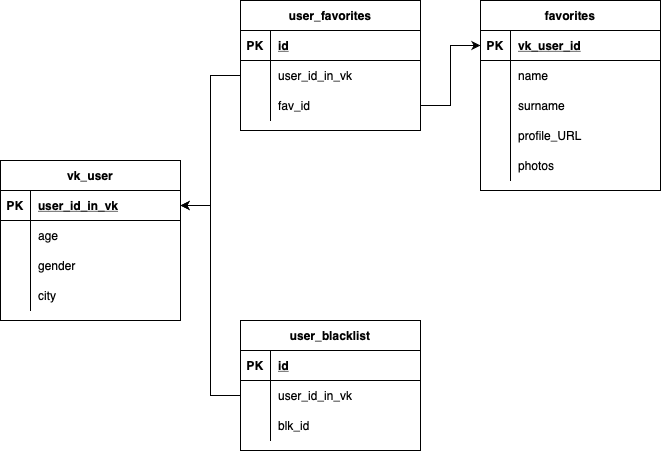 user_favorites
PK id
user_id_in_vk
fav_id
favorites
PK vk_user_id
name
surname
profile_URL
photos
vk_user
PK user_id_in_vk
age
gender
city
user_blacklist
PK id
user_id_in_vk
blk_id